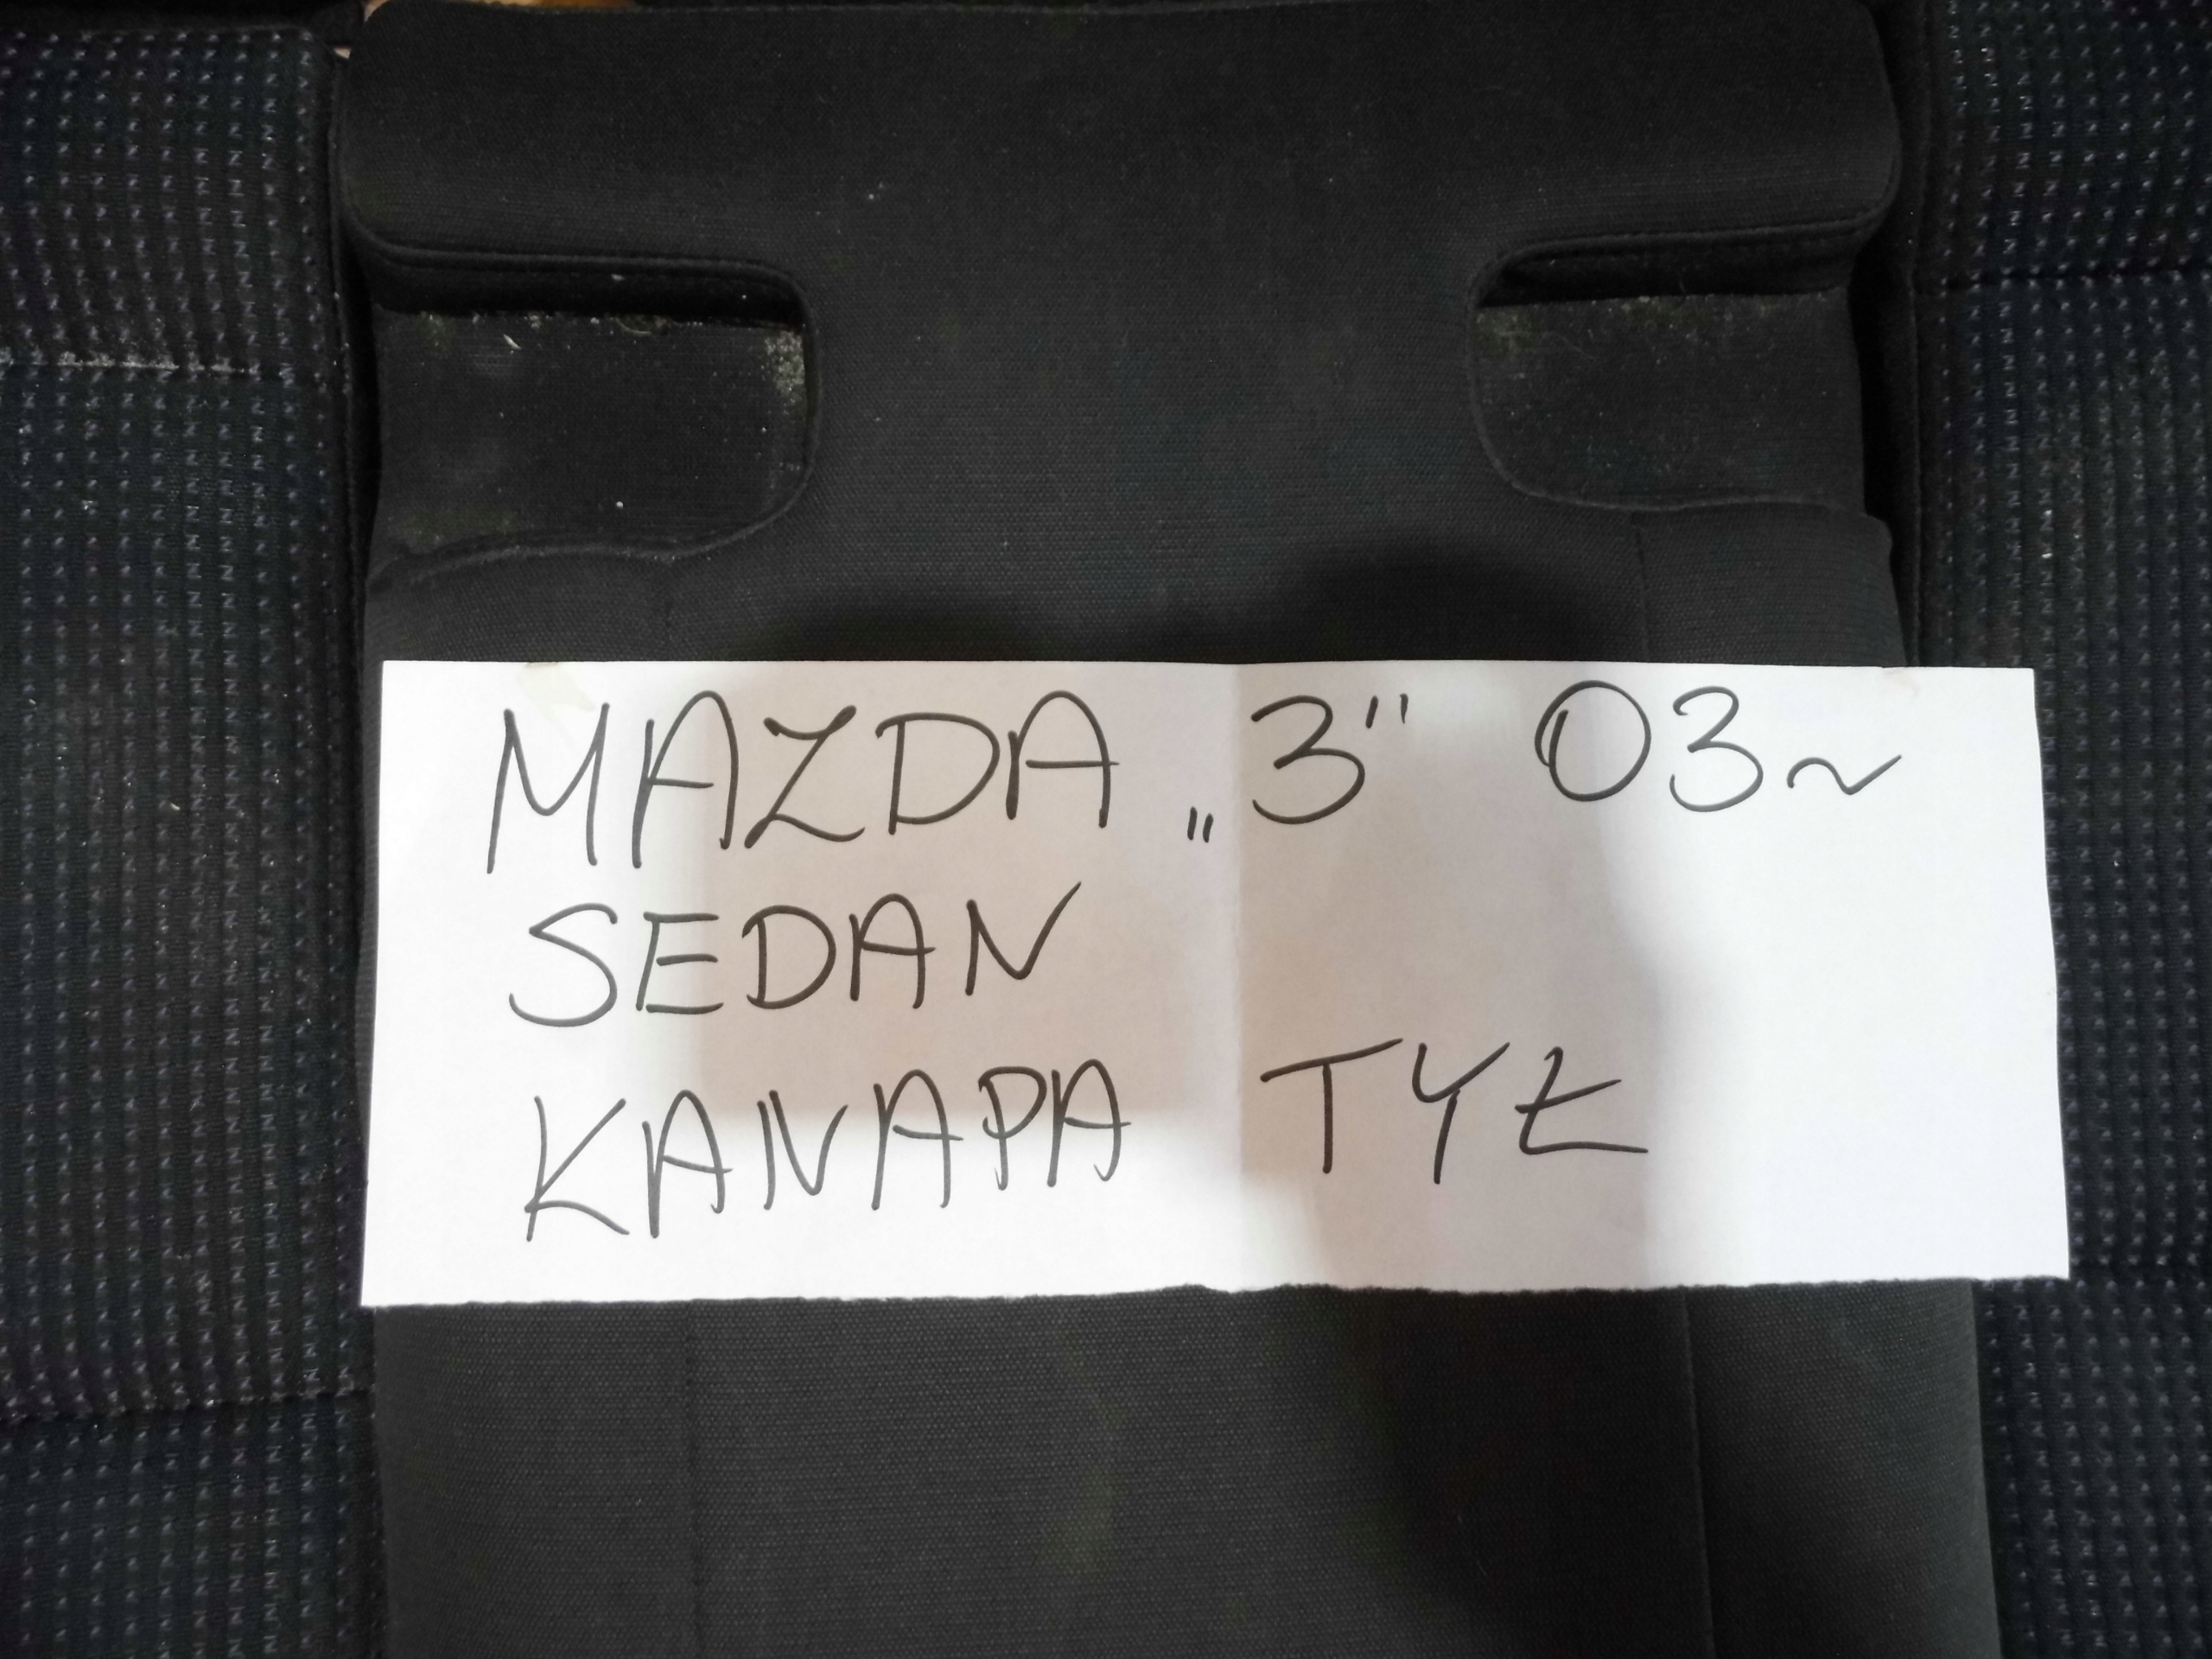 MAZDA „3" 03~
SEDAN
KANAPA TYŁ